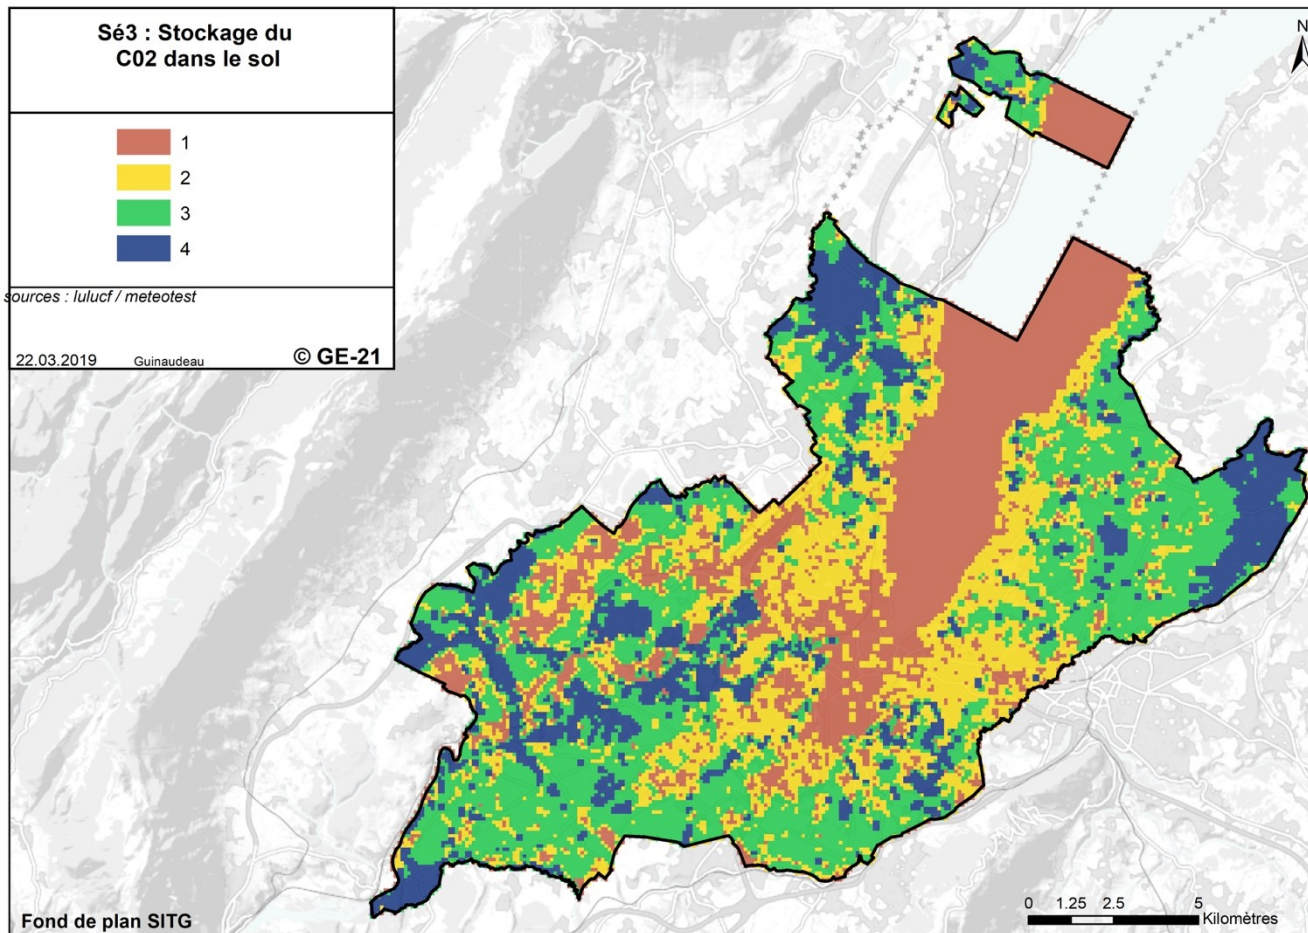 Sé3 : Stockage du
C02 dans le sol
1
2
3
4
sources : lulucf / meteotest
22.03.2019 Guinaudeau © GE-21
N
0 1.25 2.5 5 Kilomètres
Fond de plan SITG